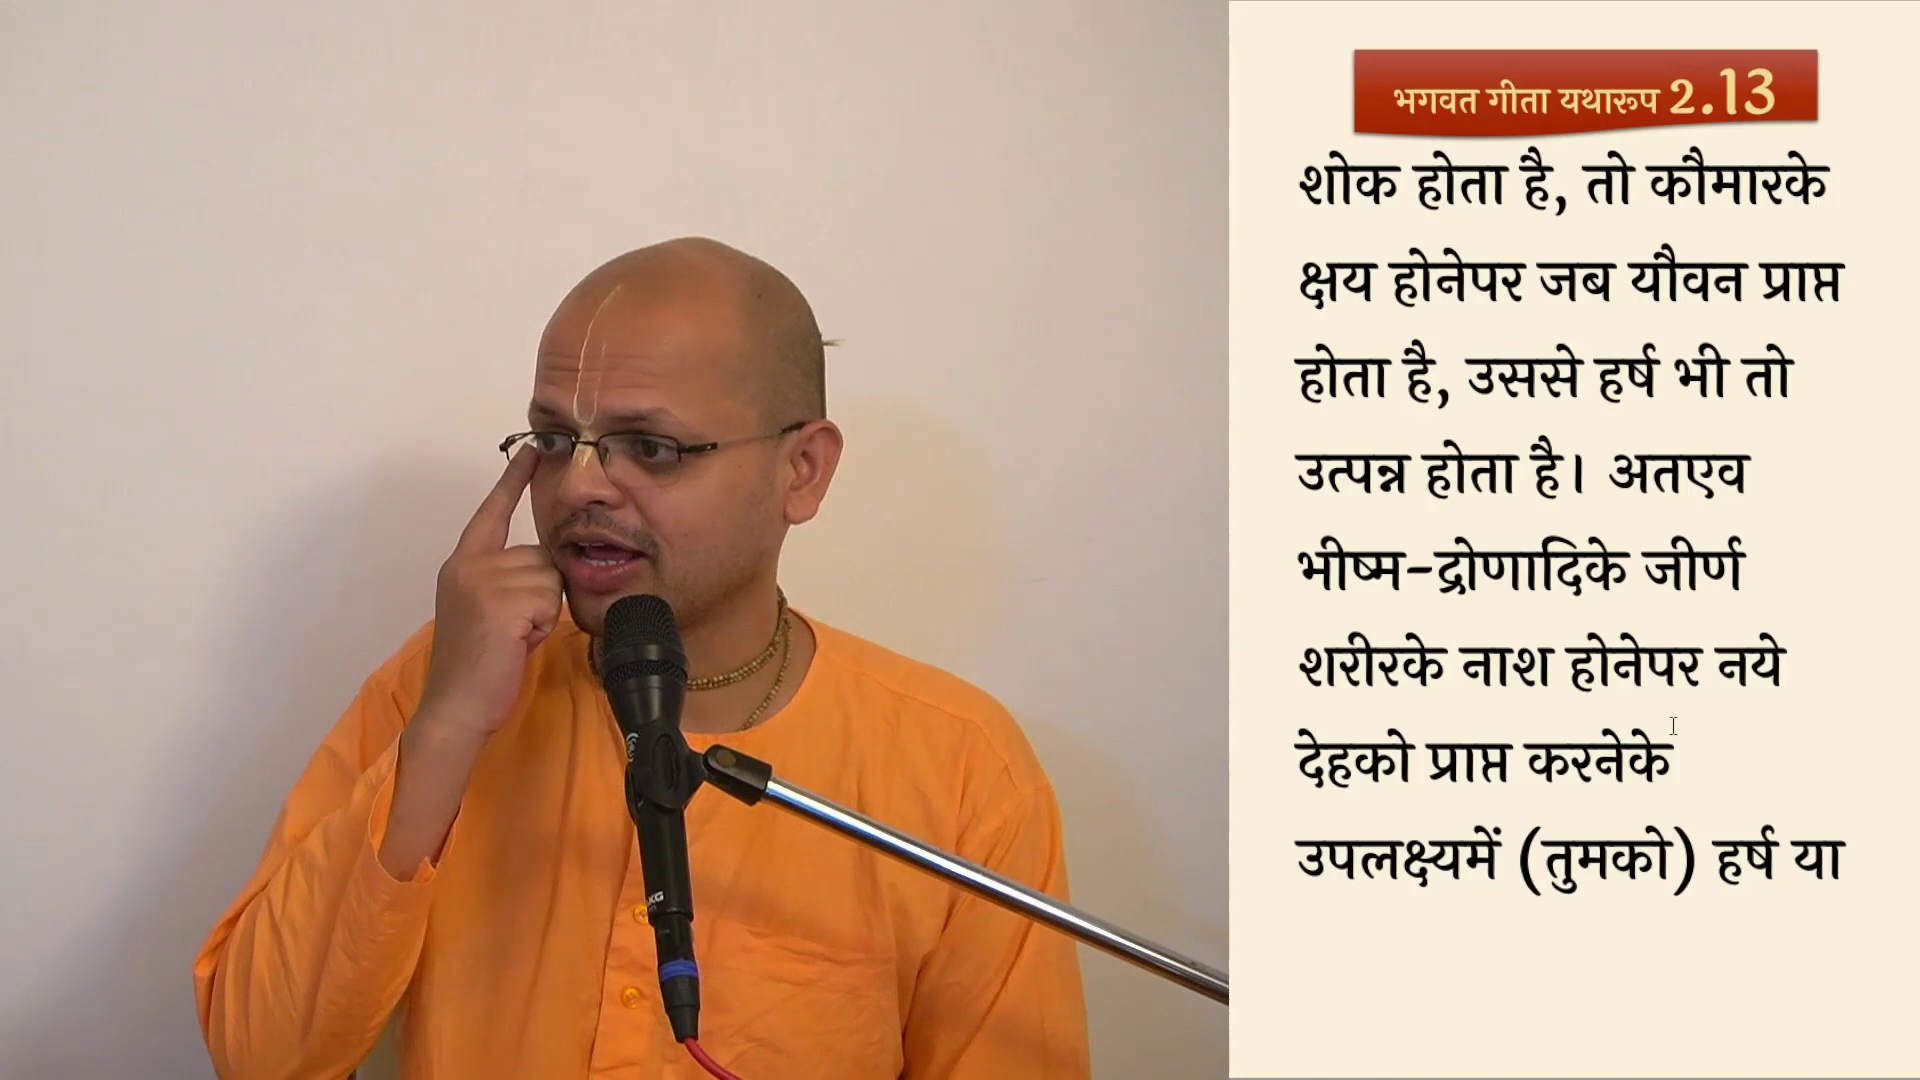 भगवत गीता यथारूप 2.13
शोक होता है, तो कौमारके
क्षय होनेपर जब यौवन प्राप्त
होता है, उससे हर्ष भी तो
उत्पन्न होता है। अतएव
भीष्म-द्रोणादिके जीर्ण
शरीरके नाश होनेपर नये
देहको प्राप्त करनेके
उपलक्ष्यमें (तुमको) हर्ष या
AKG